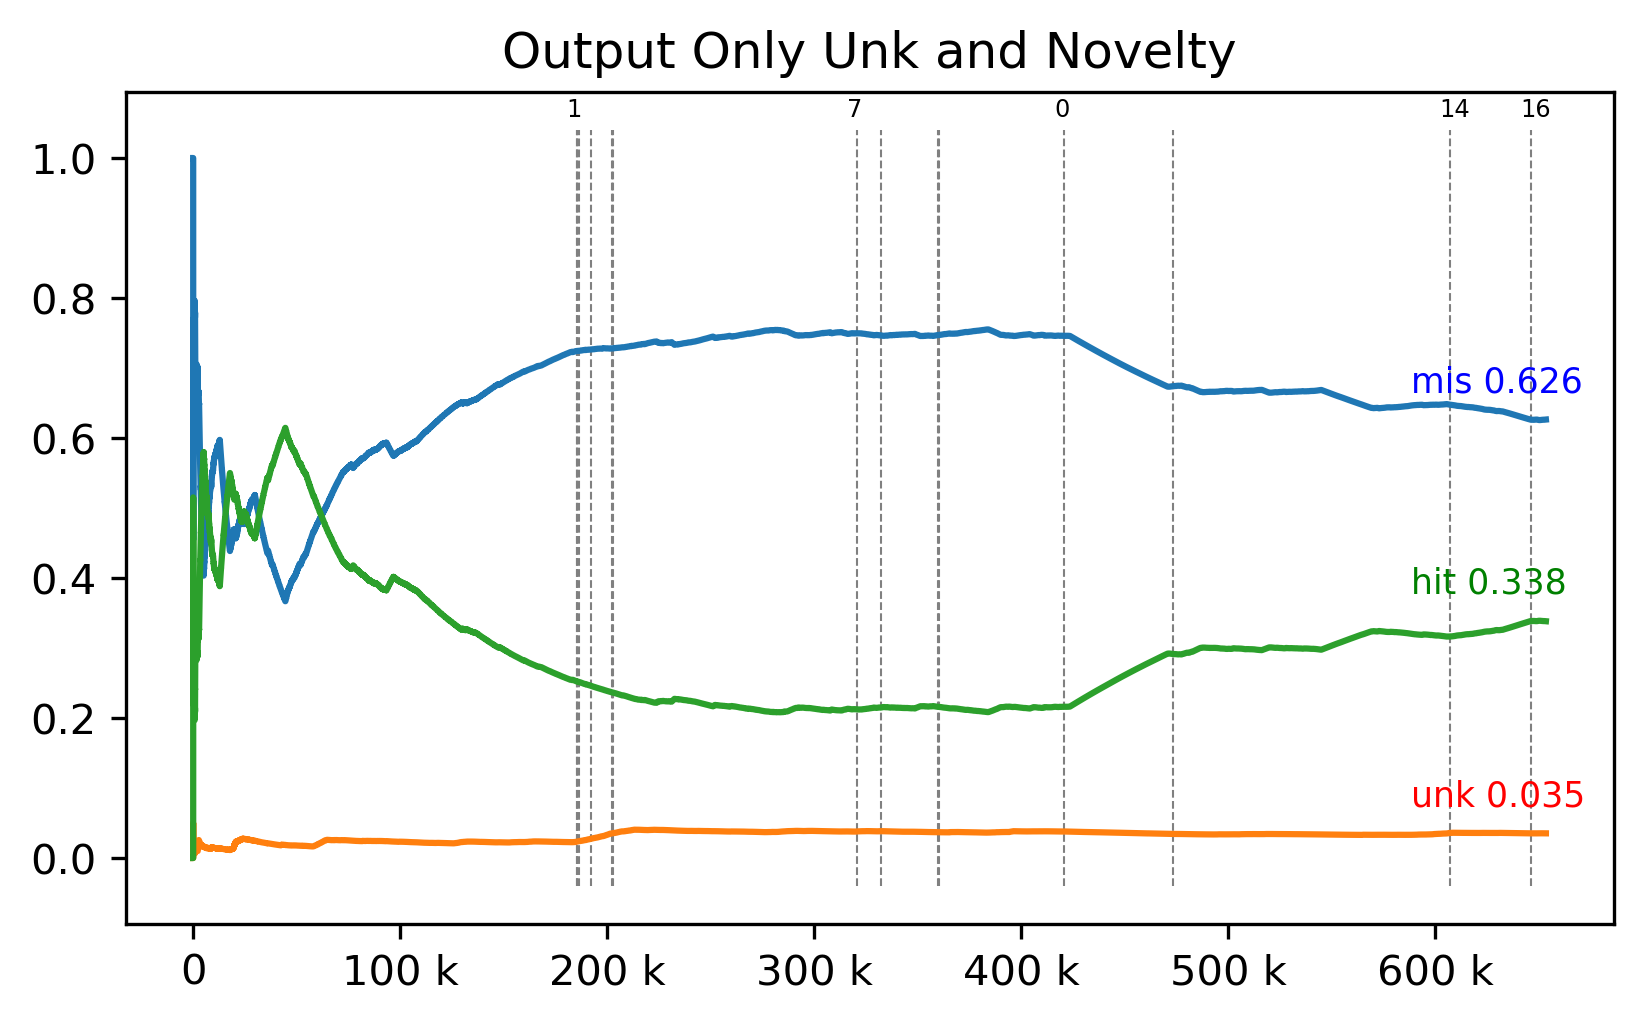 Output Only Unk and Novelty
1 7 0 14 16
1.0
0.8
mis 0.626
0.6
hit 0.338
0.4
0.2
unk 0.035
0.0
0 100 k 200 k 300 k 400 k 500 k 600 k